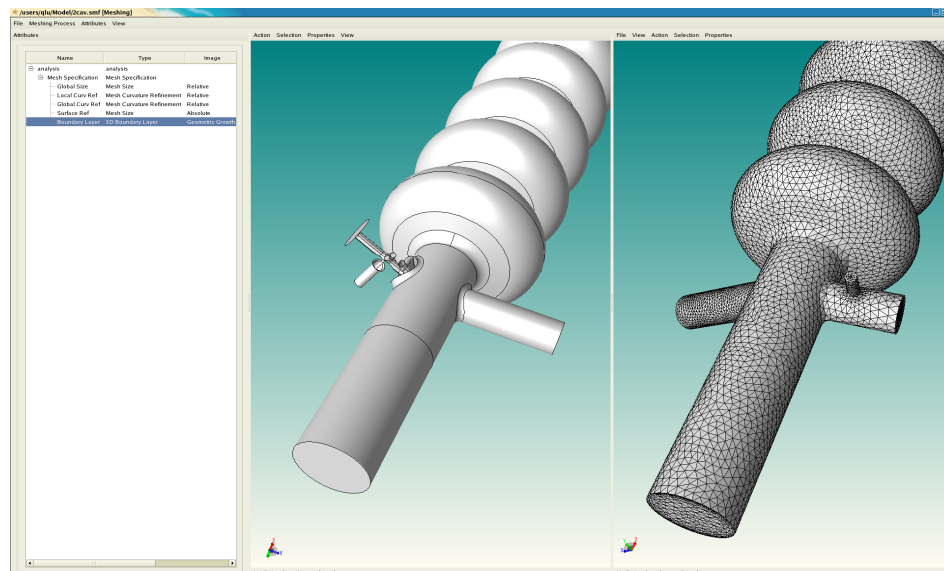 /users/qlu/Model/2cav.smf [Meshing]
File Meshing Process Attributes View
Attributes
Name Type Image
analysis analysis
Mesh Specification Mesh Specification
Global Size Mesh Size Relative
Local Curv Ref Mesh Curvature Refinement Relative
Global Curv Ref Mesh Curvature Refinement Relative
Surface Ref Mesh Size Absolute
Boundary Layer 3D Boundary Layer Geometric Growth
Action Selection Properties View
File View Action Selection Properties